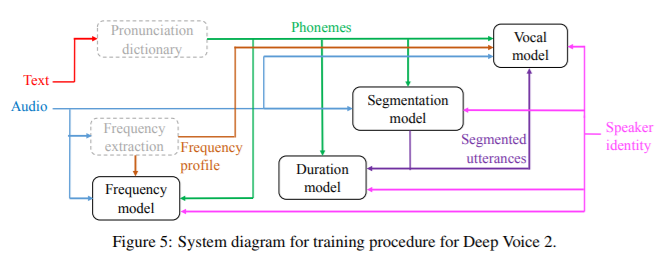 Pronunciation
dictionary
Phonemes
Vocal
model
Text
Audio
Segmentation
model
Frequency
extraction
Frequency
profile
Segmented
utterances
Speaker
identity
Duration
model
Frequency
model
Figure 5: System diagram for training procedure for Deep Voice 2.